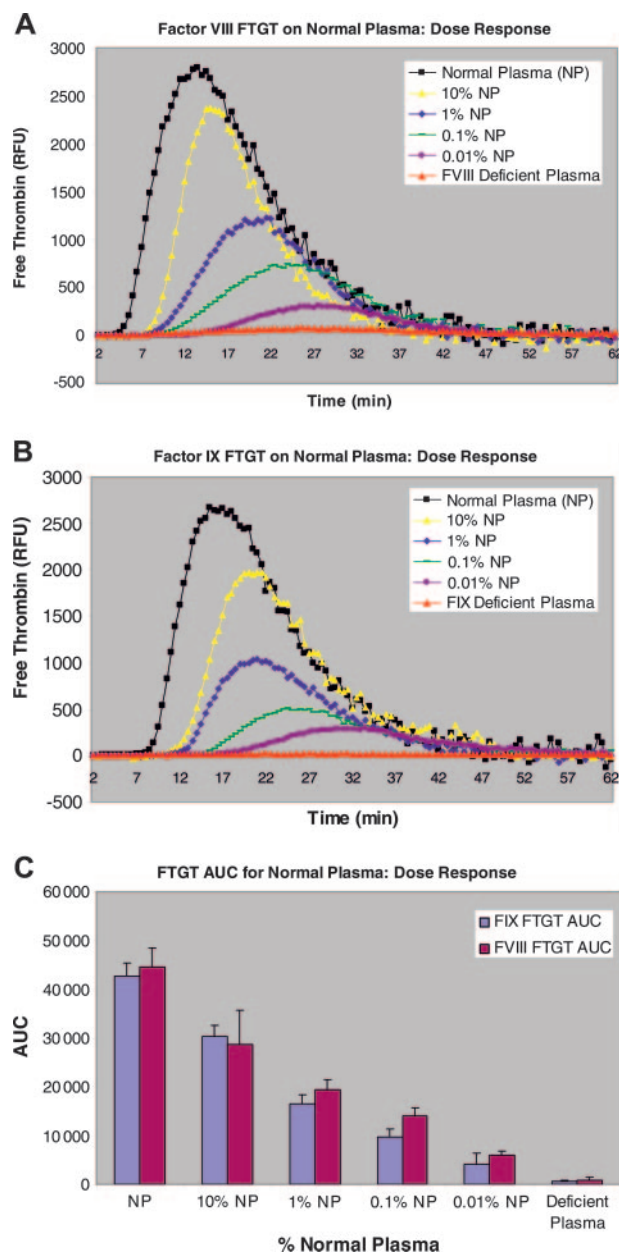 A
Factor VIII FTGT on Normal Plasma: Dose Response
3000
2500
2000
1500
1000
500
0
-500
Free Thrombin (RFU)
Normal Plasma (NP)
10% NP
1% NP
0.1% NP
0.01% NP
FVIII Deficient Plasma
2 7 12 17 22 27 32 37 42 47 52 57 62
Time (min)
B
Factor IX FTGT on Normal Plasma: Dose Response
3000
2500
2000
1500
1000
500
0
-500
Free Thrombin (RFU)
Normal Plasma (NP)
10% NP
1% NP
0.1% NP
0.01% NP
FIX Deficient Plasma
2 7 12 17 22 27 32 37 42 47 52 57 62
Time (min)
C
FTGT AUC for Normal Plasma: Dose Response
60 000
50 000
40 000
30 000
20 000
10 000
0
AUC
FIX FTGT AUC
FVIII FTGT AUC
NP 10% NP 1% NP 0.1% NP 0.01% NP Deficient
Plasma
% Normal Plasma